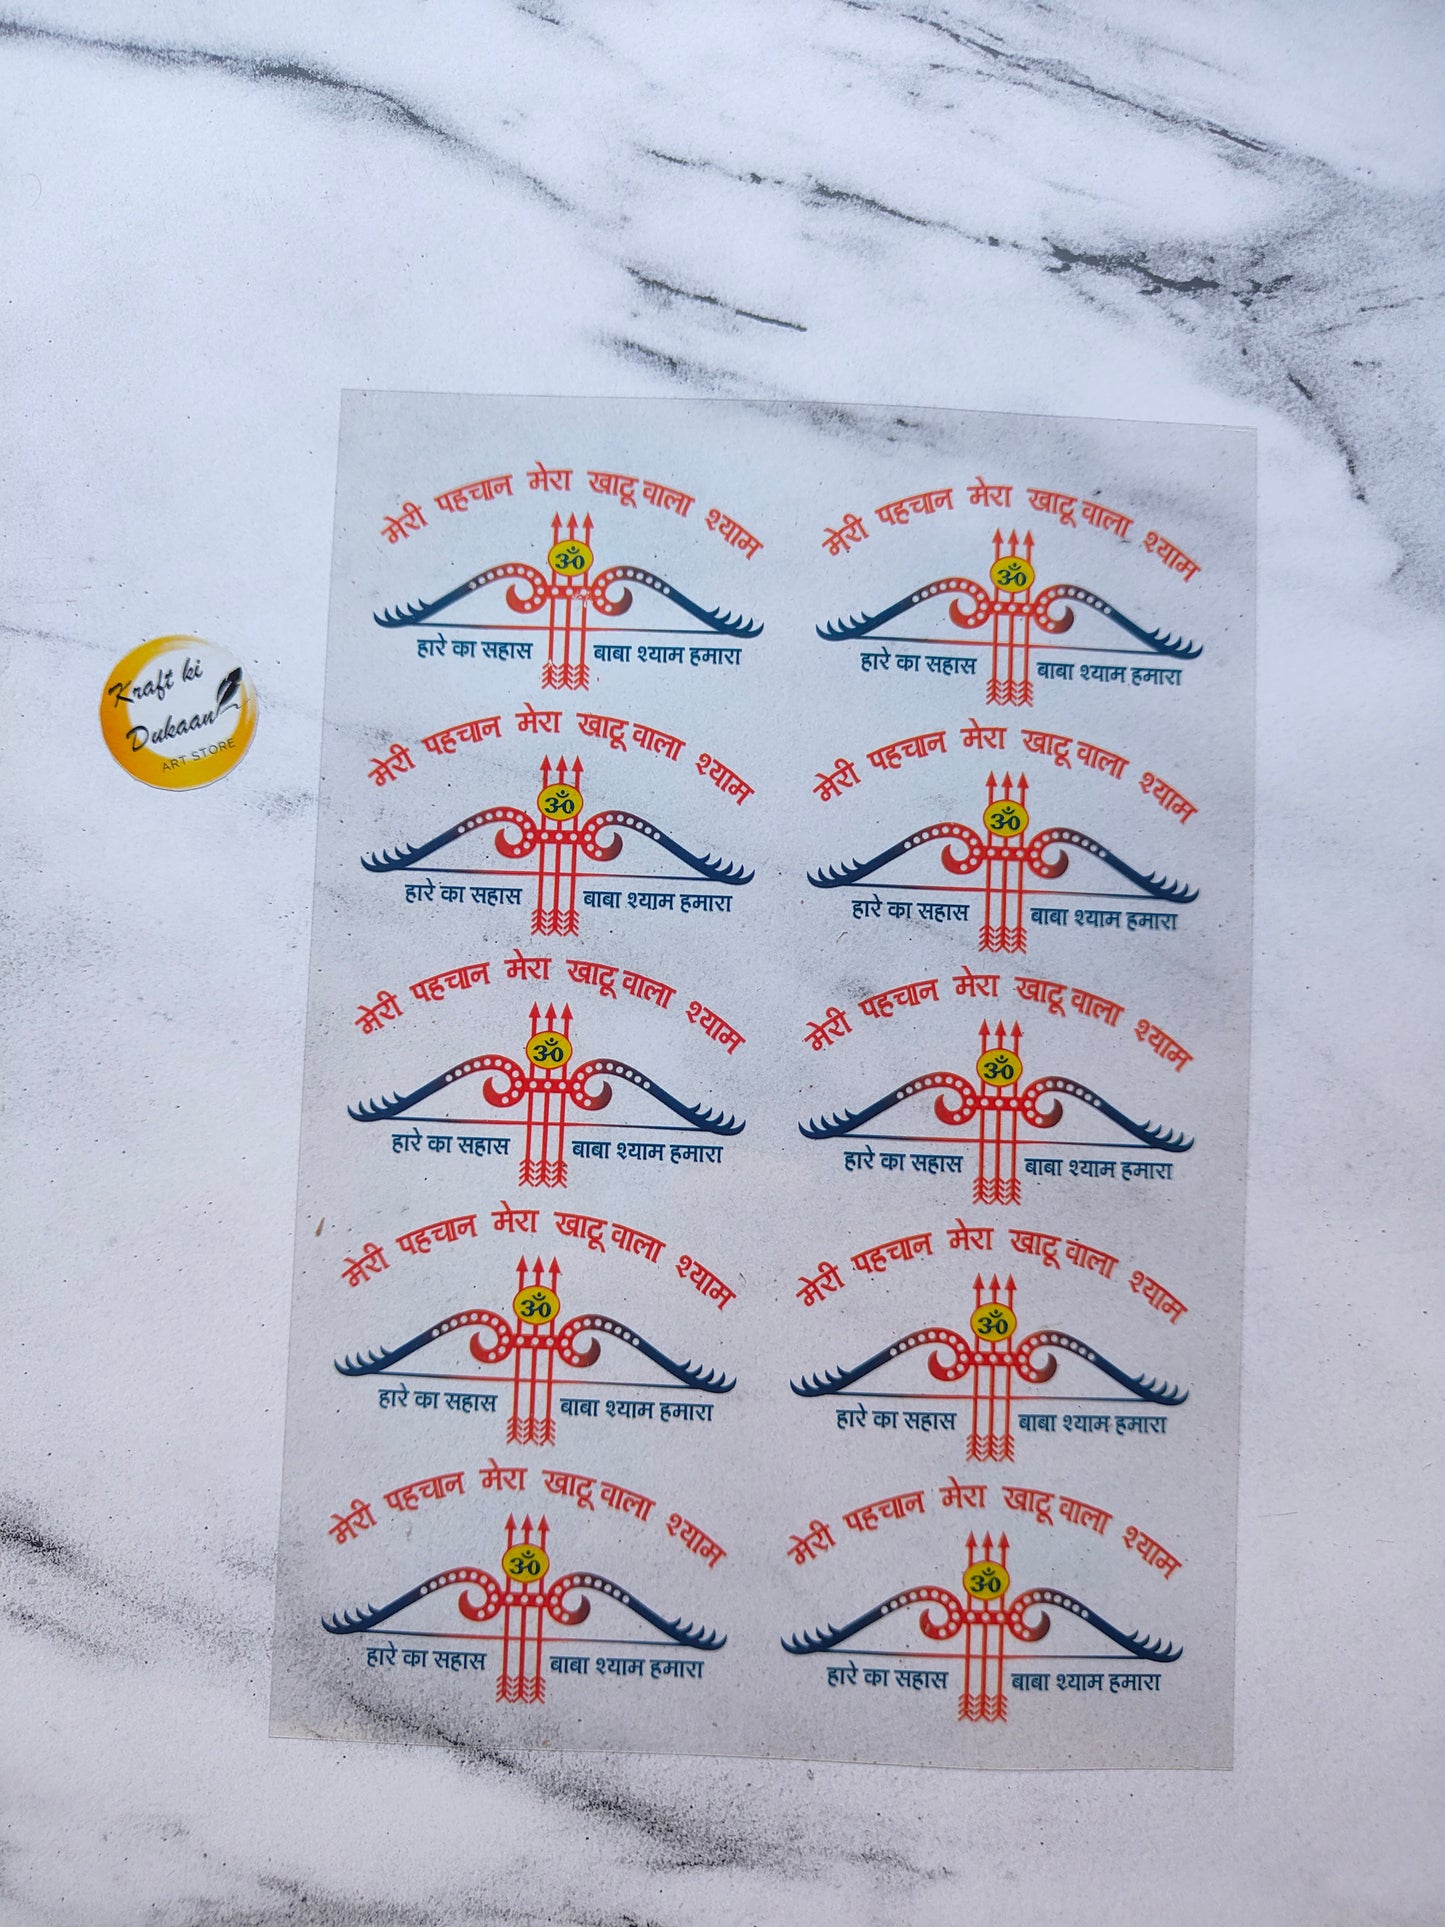 मेरी पहचान मेरा खाटू वाला श्याम
ॐ
हारे का सहास बाबा श्याम हमारा
मेरी पहचान मेरा खाटू वाला श्याम
ॐ
हारे का सहास बाबा श्याम हमारा
Kraft ki
Dukaan
ART STORE
मेरी पहचान मेरा खाटू वाला श्याम
ॐ
हारे का सहास बाबा श्याम हमारा
मेरी पहचान मेरा खाटू वाला श्याम
ॐ
हारे का सहास बाबा श्याम हमारा
मेरी पहचान मेरा खाटू वाला श्याम
ॐ
हारे का सहास बाबा श्याम हमारा
मेरी पहचान मेरा खाटू वाला श्याम
ॐ
हारे का सहास बाबा श्याम हमारा
मेरी पहचान मेरा खाटू वाला श्याम
ॐ
हारे का सहास बाबा श्याम हमारा
मेरी पहचान मेरा खाटू वाला श्याम
ॐ
हारे का सहास बाबा श्याम हमारा
मेरी पहचान मेरा खाटू वाला श्याम
ॐ
हारे का सहास बाबा श्याम हमारा
मेरी पहचान मेरा खाटू वाला श्याम
ॐ
हारे का सहास बाबा श्याम हमारा